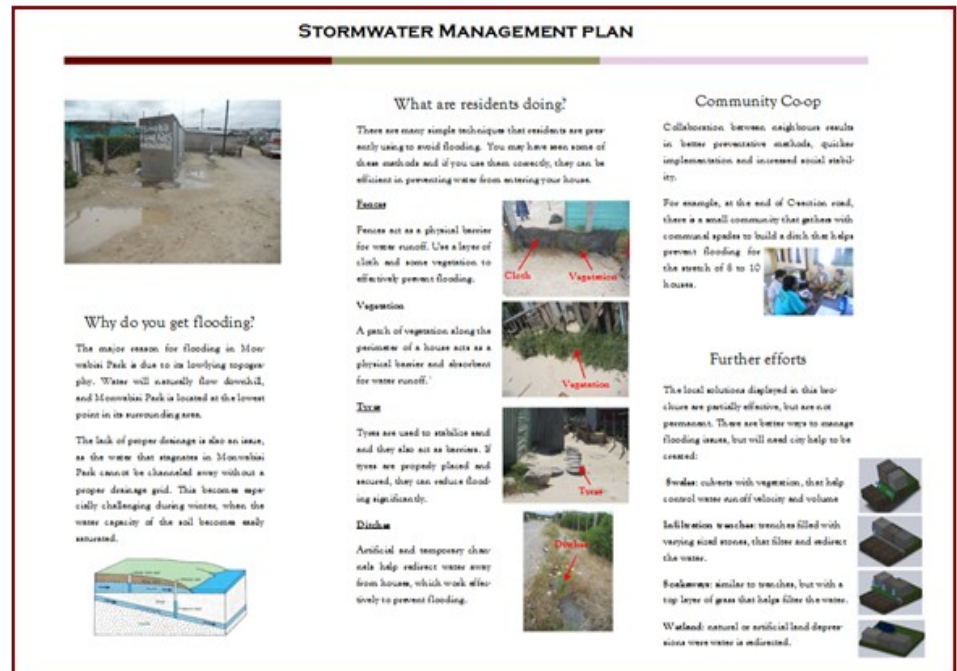 STORMWATER MANAGEMENT PLAN
Why do you get flooding?
The major reason for flooding in Mon-
wabisi Park is due to its lowlying topogra-
phy. Water will naturally flow downhill,
and Monwabisi Park is located at the lowest
point in its surrounding area.
The lack of proper drainage is also an issue,
as the water that stagnates in Monwabisi
Park cannot be channeled away without a
proper drainage grid. This becomes espe-
cially challenging during winter, when the
water capacity of the soil becomes easily
saturated.
What are residents doing?
There are many simple techniques that residents are pres-
ently using to avoid flooding. You may have seen some of
these methods and if you use them correctly, they can be
efficient in preventing water from entering your house.
Fences
Fences act as a physical barrier
for water runoff. Use a layer of
cloth and some vegetation to
effectively prevent flooding.
Cloth
Vegetation
Vegetation
A patch of vegetation along the
perimeter of a house acts as a
physical barrier and absorbent
for water runoff.
Vegetation
Tyres
Tyres are used to stabilize sand
and they also act as barriers. If
tyres are properly placed and
secured, they can reduce flood-
ing significantly.
Tyres
Ditches
Artificial and temporary chan-
nels help redirect water away
from houses, which work effec-
tively to prevent flooding.
Ditches
Community Co-op
Collaboration between neighbours results
in better preventative methods, quicker
implementation and increased social stabil-
ity.
For example, at the end of C-section road,
there is a small community that gathers with
communal spades to build a ditch that helps
prevent flooding for
the stretch of 8 to 10
houses.
Further efforts
The local solutions displayed in this bro-
chure are partially effective, but are not
permanent. There are better ways to manage
flooding issues, but will need city help to be
created:
Swales: culverts with vegetation, that help
control water runoff velocity and volume
Infiltration trenches: trenches filled with
varying sized stones, that filter and redirect
the water.
Soakaways: similar to trenches, but with a
top layer of grass that helps filter the water.
Wetland: natural or artificial land depres-
sions were water is redirected.